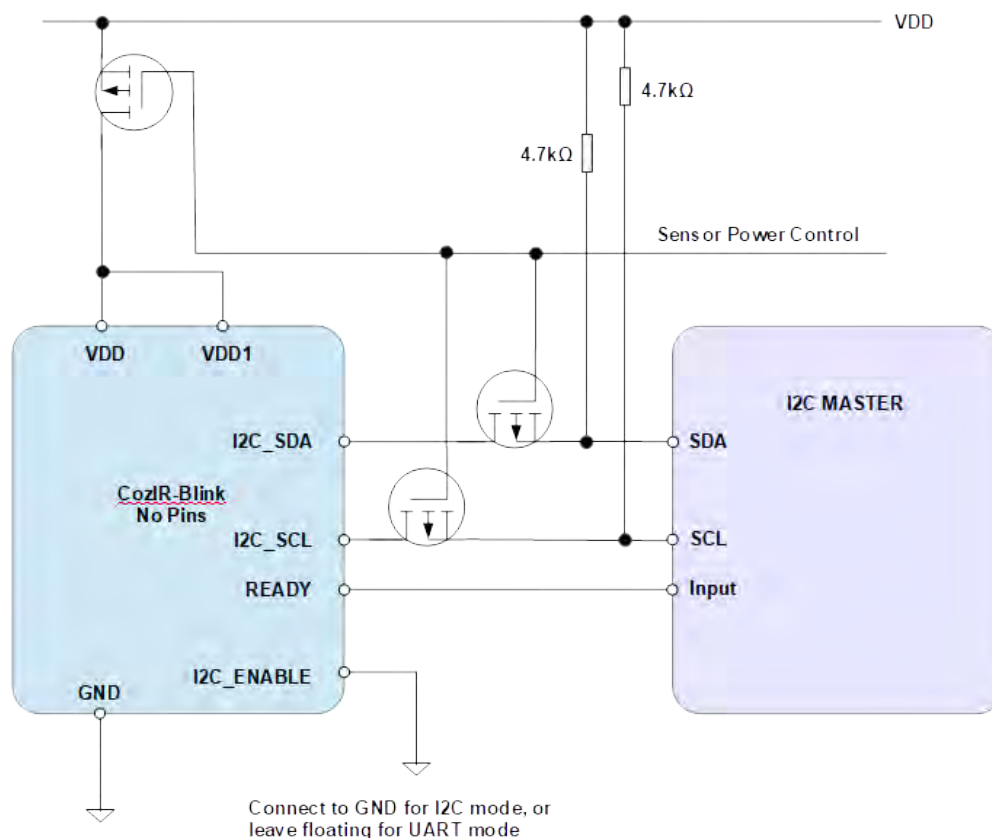 VDD
4.7kΩ
4.7kΩ
Sensor Power Control
VDD
VDD1
I2C MASTER
I2C_SDA
SDA
CozIR-Blink
No Pins
I2C_SCL
SCL
READY
Input
I2C_ENABLE
GND
Connect to GND for I2C mode, or
leave floating for UART mode